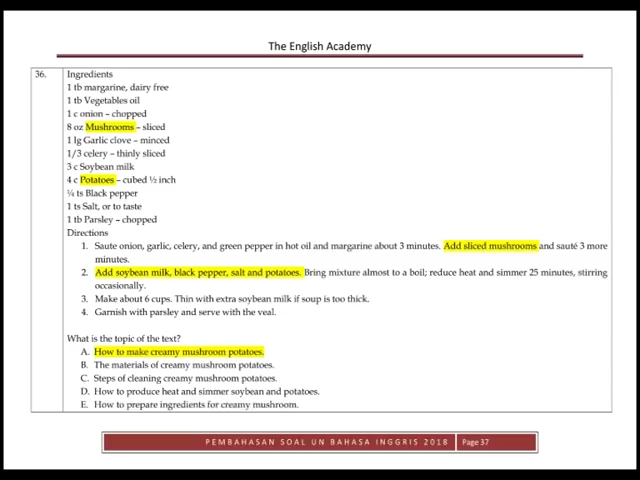 The English Academy
36. Ingredients
1 tb margarine, dairy free
1 tb Vegetables oil
1 c onion – chopped
8 oz Mushrooms – sliced
1 lg Garlic clove – minced
1/3 celery – thinly sliced
3 c Soybean milk
4 c Potatoes – cubed ½ inch
¼ ts Black pepper
1 ts Salt, or to taste
1 tb Parsley – chopped
Directions
1. Saute onion, garlic, celery, and green pepper in hot oil and margarine about 3 minutes. Add sliced mushrooms and sauté 3 more
minutes.
2. Add soybean milk, black pepper, salt and potatoes. Bring mixture almost to a boil; reduce heat and simmer 25 minutes, stirring
occasionally.
3. Make about 6 cups. Thin with extra soybean milk if soup is too thick.
4. Garnish with parsley and serve with the veal.
What is the topic of the text?
A. How to make creamy mushroom potatoes.
B. The materials of creamy mushroom potatoes.
C. Steps of cleaning creamy mushroom potatoes.
D. How to produce heat and simmer soybean and potatoes.
E. How to prepare ingredients for creamy mushroom.
PEMBAHASAN SOAL UN BAHASA INGGRIS 2018 Page 37